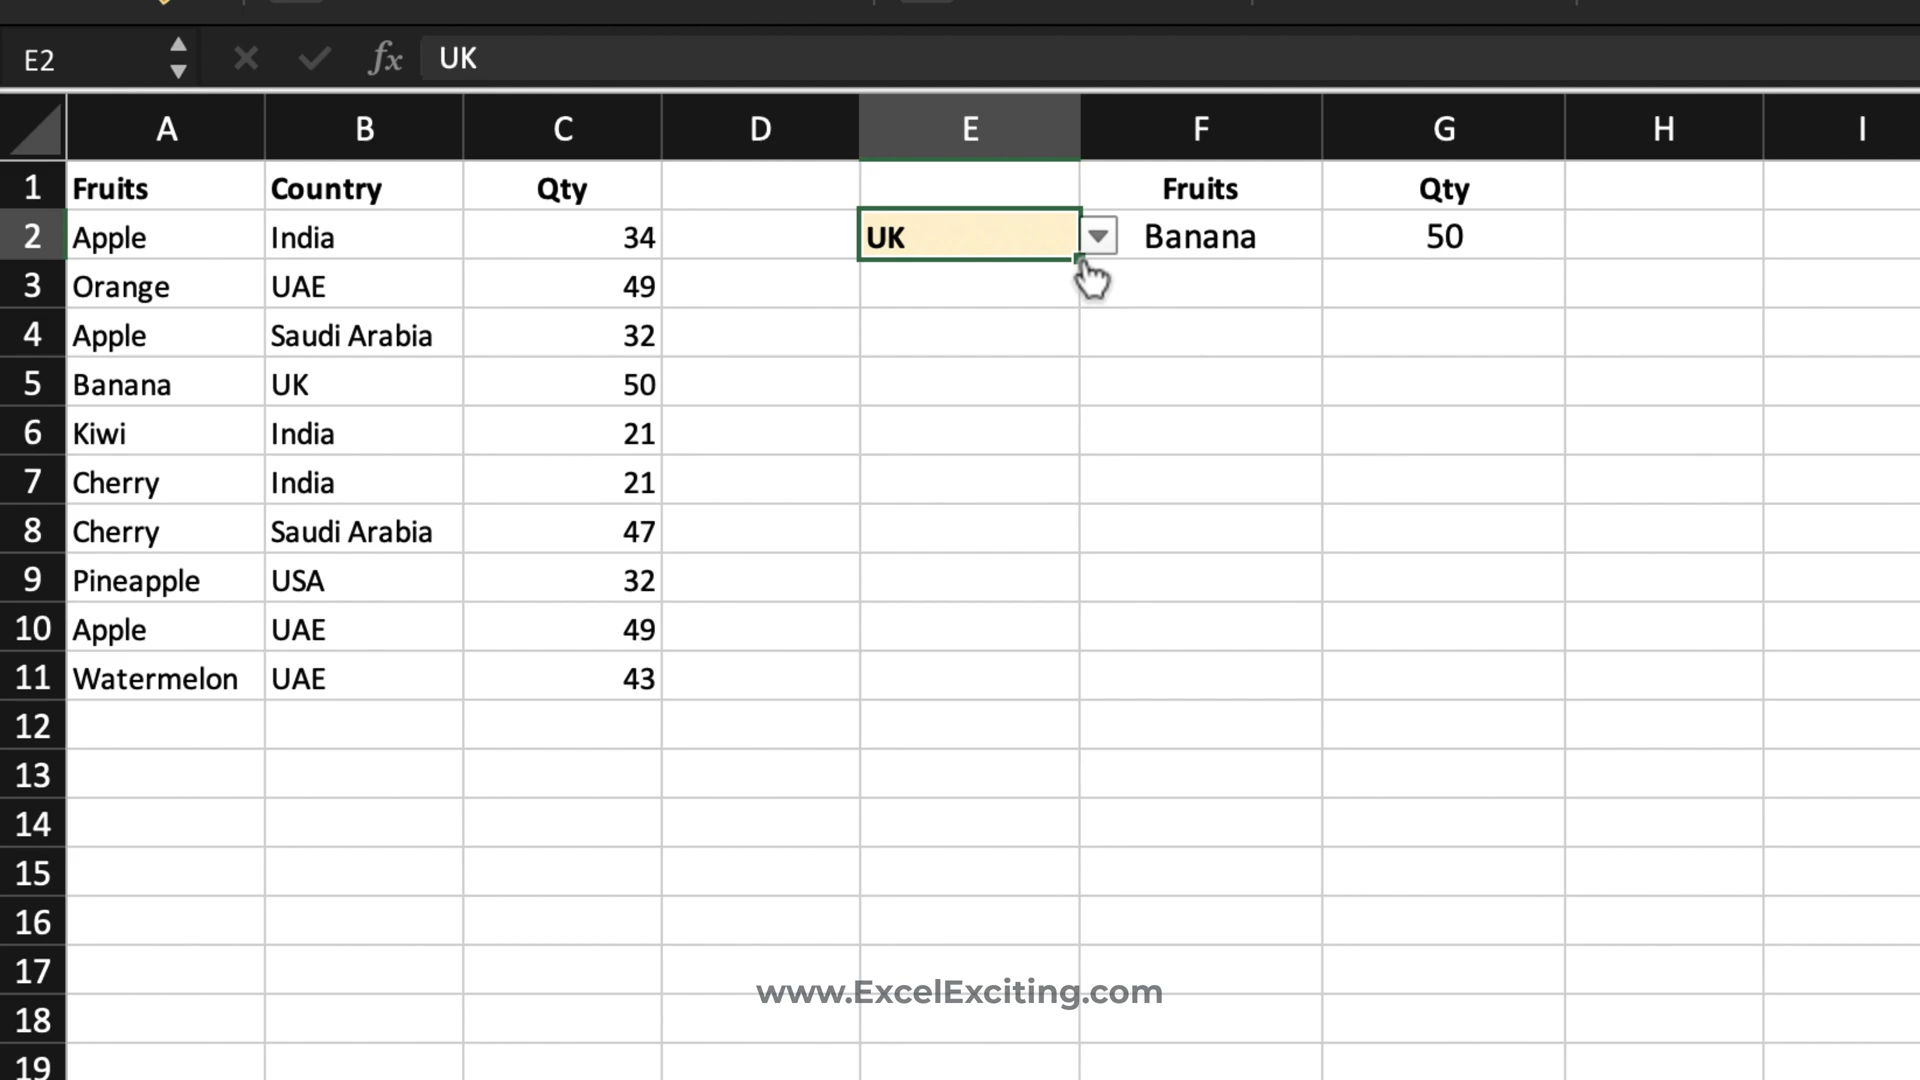 E2 fx UK
A B C D E F G H I
1 Fruits Country Qty Fruits Qty
2 Apple India 34 UK Banana 50
3 Orange UAE 49
4 Apple Saudi Arabia 32
5 Banana UK 50
6 Kiwi India 21
7 Cherry India 21
8 Cherry Saudi Arabia 47
9 Pineapple USA 32
10 Apple UAE 49
11 Watermelon UAE 43
12
13
14
15
16
17
www.ExcelExciting.com
18
19